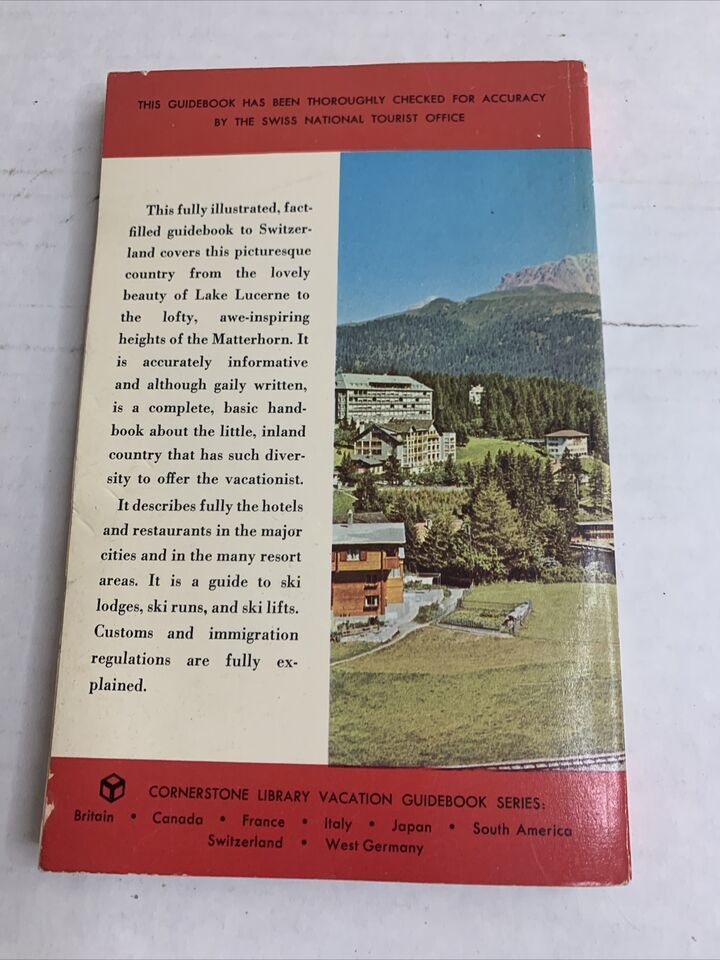 THIS GUIDEBOOK HAS BEEN THOROUGHLY CHECKED FOR ACCURACY
BY THE SWISS NATIONAL TOURIST OFFICE
This fully illustrated, fact-
filled guidebook to Switzer-
land covers this picturesque
country from the lovely
beauty of Lake Lucerne to
the lofty, awe-inspiring
heights of the Matterhorn. It
is accurately informative
and although gaily written,
is a complete, basic hand-
book about the little, inland
country that has such diver-
sity to offer the vacationist.
It describes fully the hotels
and restaurants in the major
cities and in the many resort
areas. It is a guide to ski
lodges, ski runs, and ski lifts.
Customs and immigration
regulations are fully ex-
plained.
CORNERSTONE LIBRARY VACATION GUIDEBOOK SERIES:
Britain • Canada • France • Italy • Japan • South America
Switzerland • West Germany